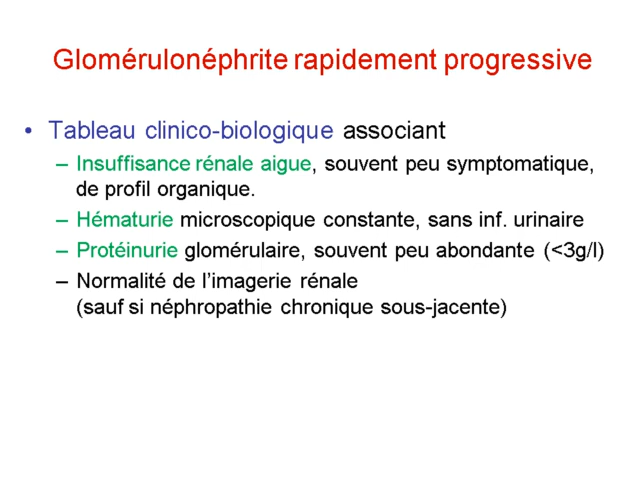 Glomérulonéphrite rapidement progressive
• Tableau clinico-biologique associant
– Insuffisance rénale aigue, souvent peu symptomatique,
de profil organique.
– Hématurie microscopique constante, sans inf. urinaire
– Protéinurie glomérulaire, souvent peu abondante (<3g/l)
– Normalité de l'imagerie rénale
(sauf si néphropathie chronique sous-jacente)